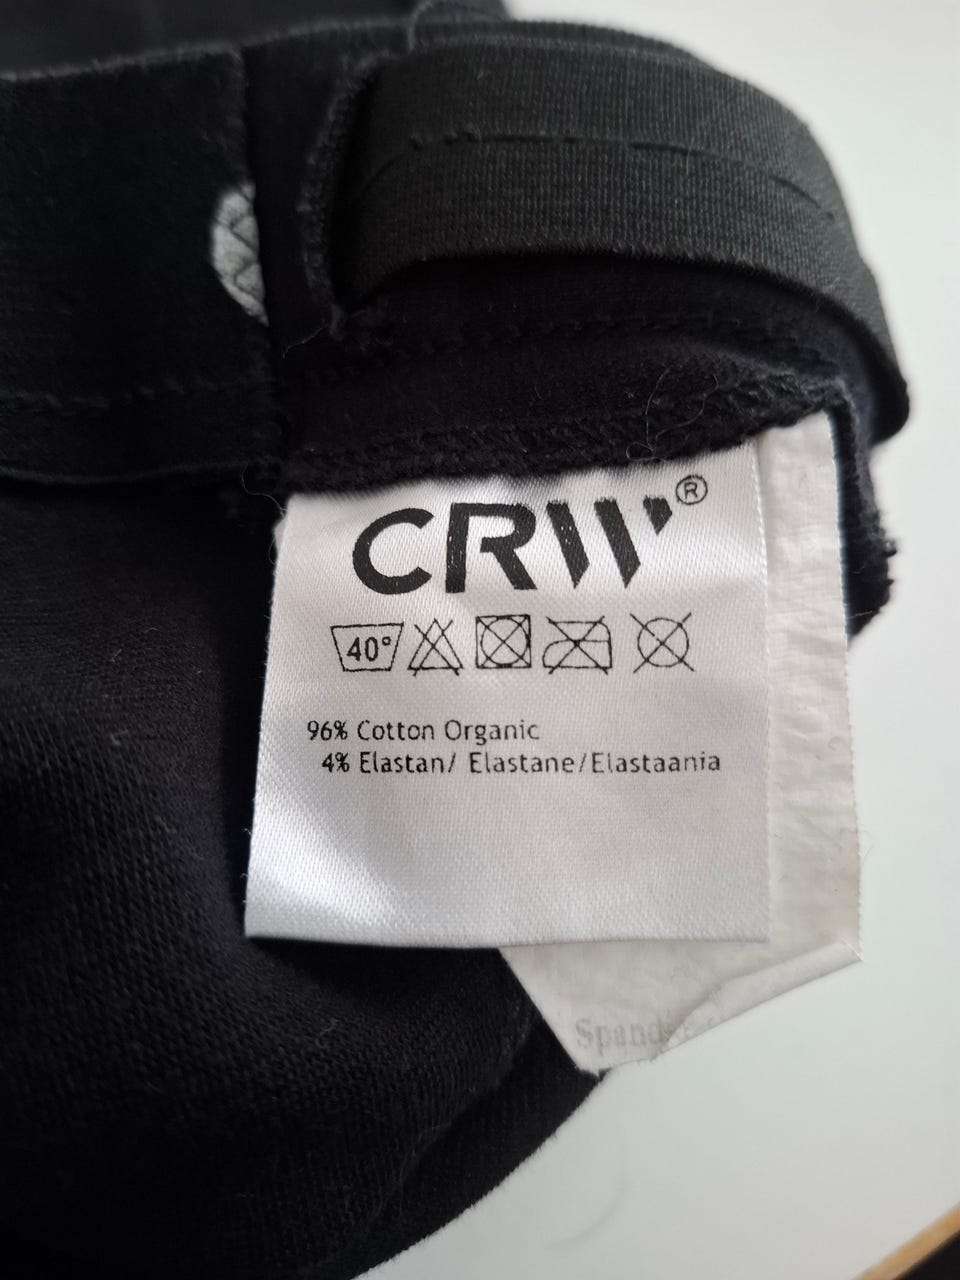 CRW®
40°
96% Cotton Organic
4% Elastan/ Elastane/Elastaania